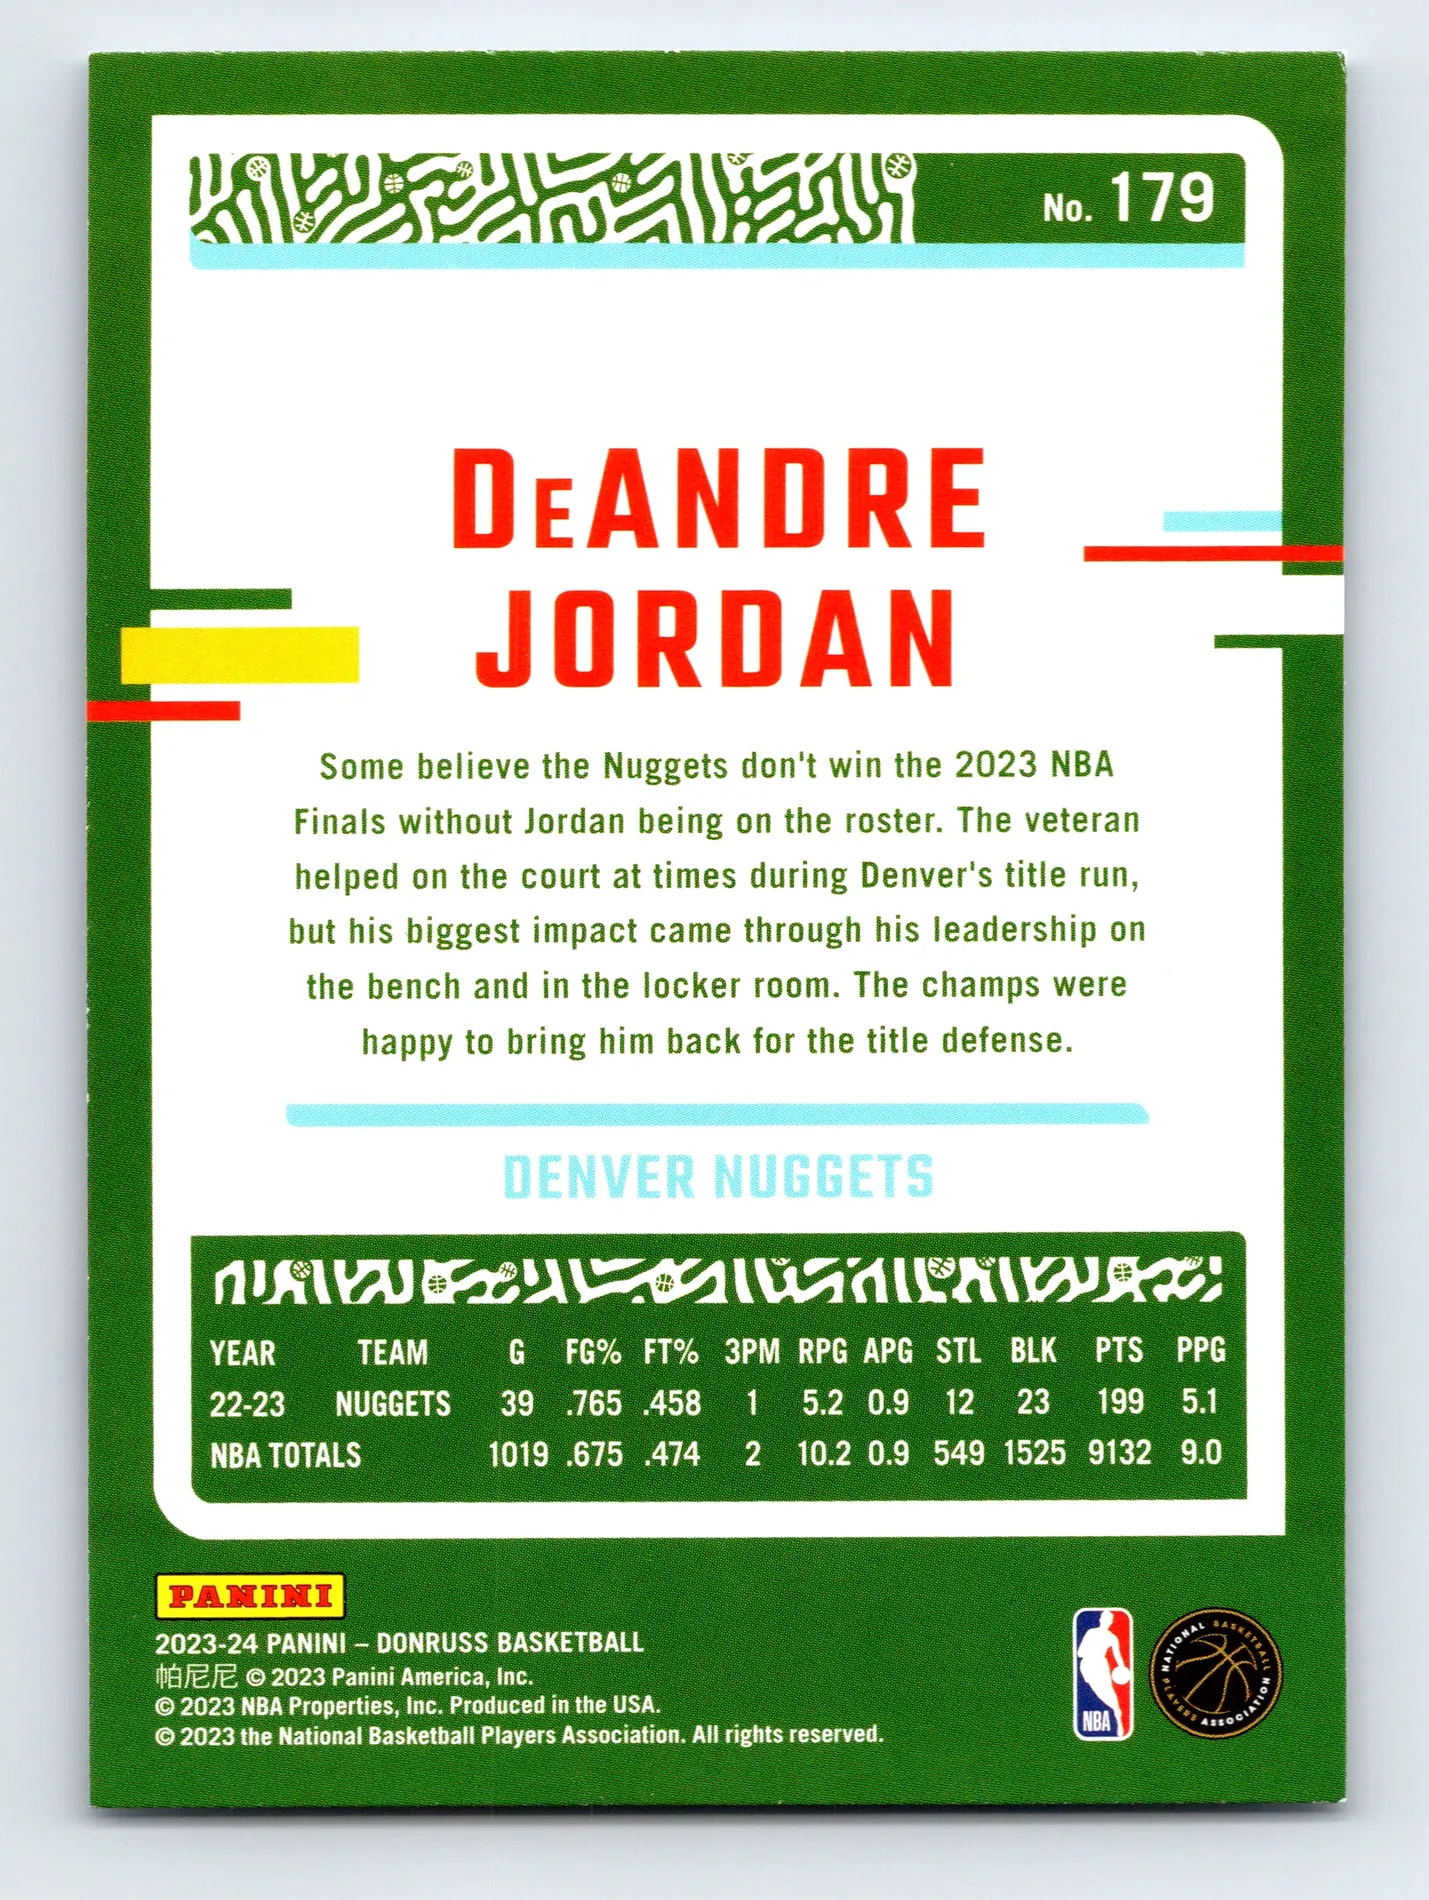 No. 179
DeANDRE
JORDAN
Some believe the Nuggets don't win the 2023 NBA
Finals without Jordan being on the roster. The veteran
helped on the court at times during Denver's title run,
but his biggest impact came through his leadership on
the bench and in the locker room. The champs were
happy to bring him back for the title defense.
DENVER NUGGETS
YEAR TEAM G FG% FT% 3PM RPG APG STL BLK PTS PPG
22-23 NUGGETS 39 .765 .458 1 5.2 0.9 12 23 199 5.1
NBA TOTALS 1019 .675 .474 2 10.2 0.9 549 1525 9132 9.0
PANINI
2023-24 PANINI – DONRUSS BASKETBALL
帕尼尼 © 2023 Panini America, Inc.
© 2023 NBA Properties, Inc. Produced in the USA.
© 2023 the National Basketball Players Association. All rights reserved.
NBA
NATIONAL BASKETBALL
PLAYERS ASSOCIATION